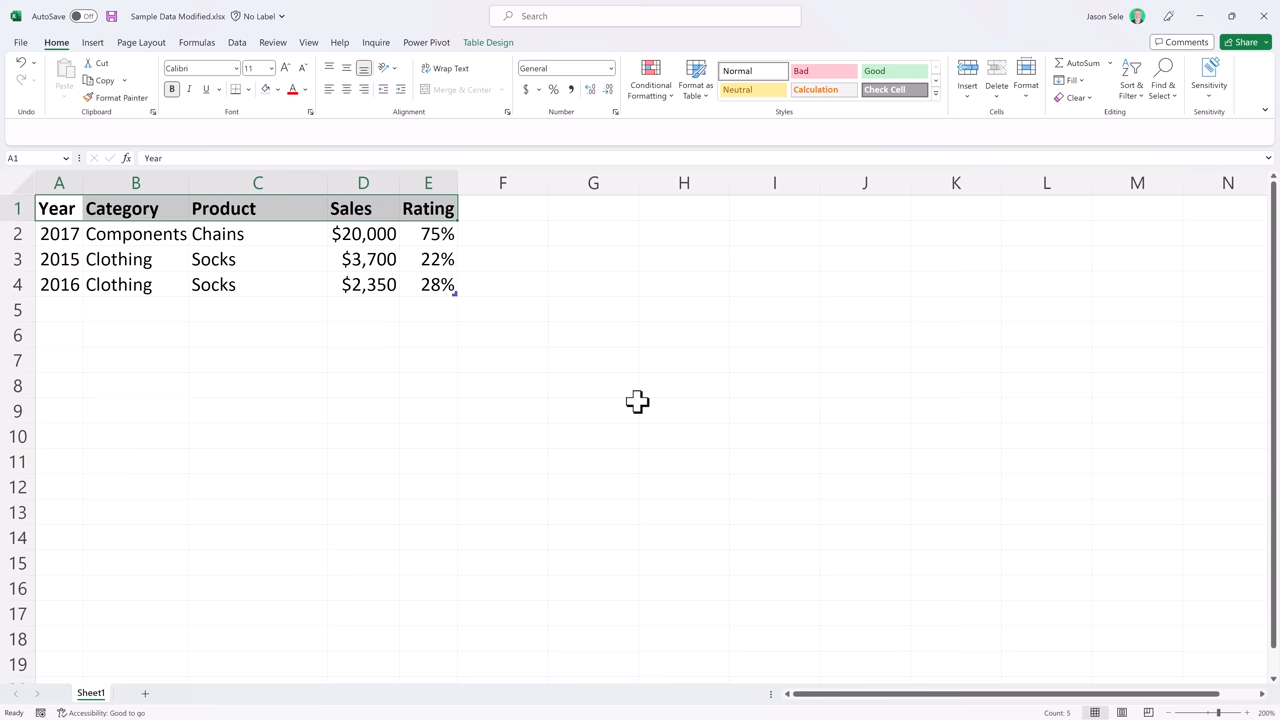 AutoSave Off Sample Data Modified.xlsx No Label Search Jason Sele
File Home Insert Page Layout Formulas Data Review View Help Inquire Power Pivot Table Design Comments Share
Undo
Paste
Cut
Copy
Format Painter
Clipboard
Calibri 11
B I U
Font
Wrap Text
Merge & Center
Alignment
General
$ % ,
Number
Conditional Formatting
Format as Table
Normal Bad Good
Neutral Calculation Check Cell
Styles
Insert Delete Format
Cells
AutoSum
Fill
Clear
Sort & Filter
Find & Select
Editing
Sensitivity
Sensitivity
A1 fx Year
A B C D E F G H I J K L M N
1 Year Category Product Sales Rating
2 2017 Components Chains $20,000 75%
3 2015 Clothing Socks $3,700 22%
4 2016 Clothing Socks $2,350 28%
5
6
7
8
9
10
11
12
13
14
15
16
17
18
19
Sheet1
Ready Accessibility: Good to go Count: 5 200%